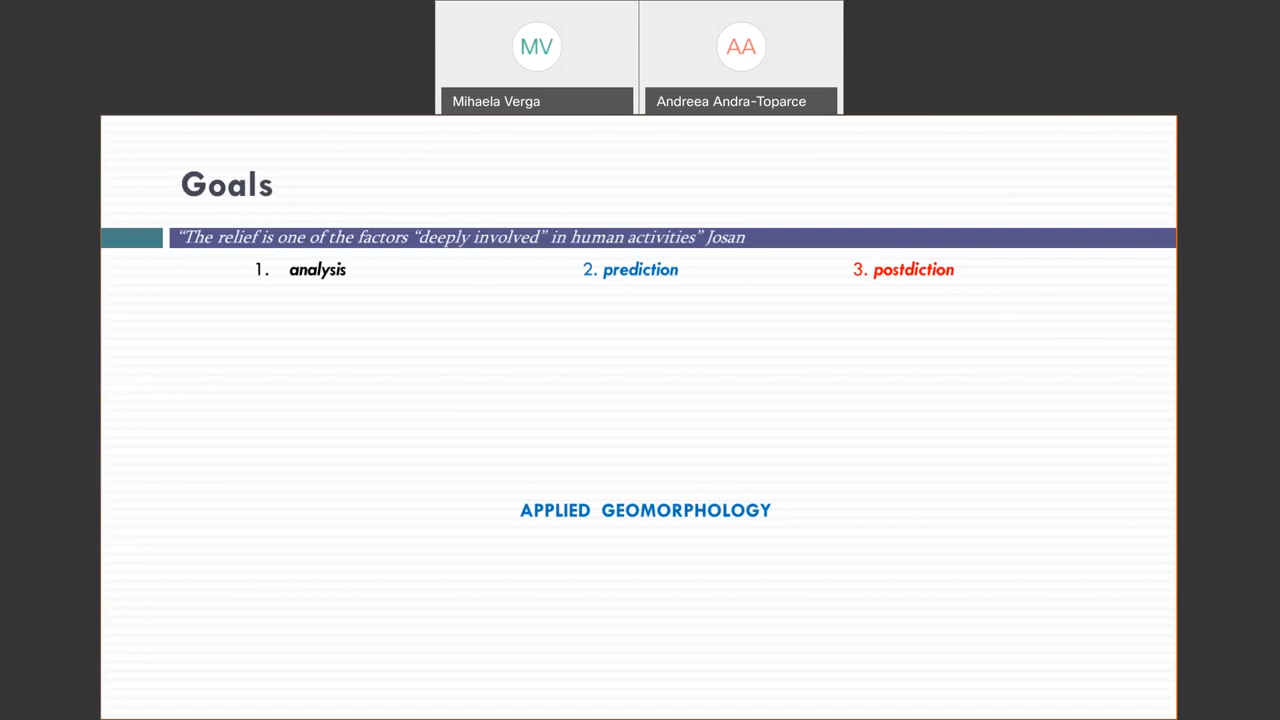 MV
AA
Mihaela Verga
Andreea Andra-Toparce
Goals
“The relief is one of the factors “deeply involved” in human activities” Josan
1. analysis
2. prediction
3. postdiction
APPLIED GEOMORPHOLOGY